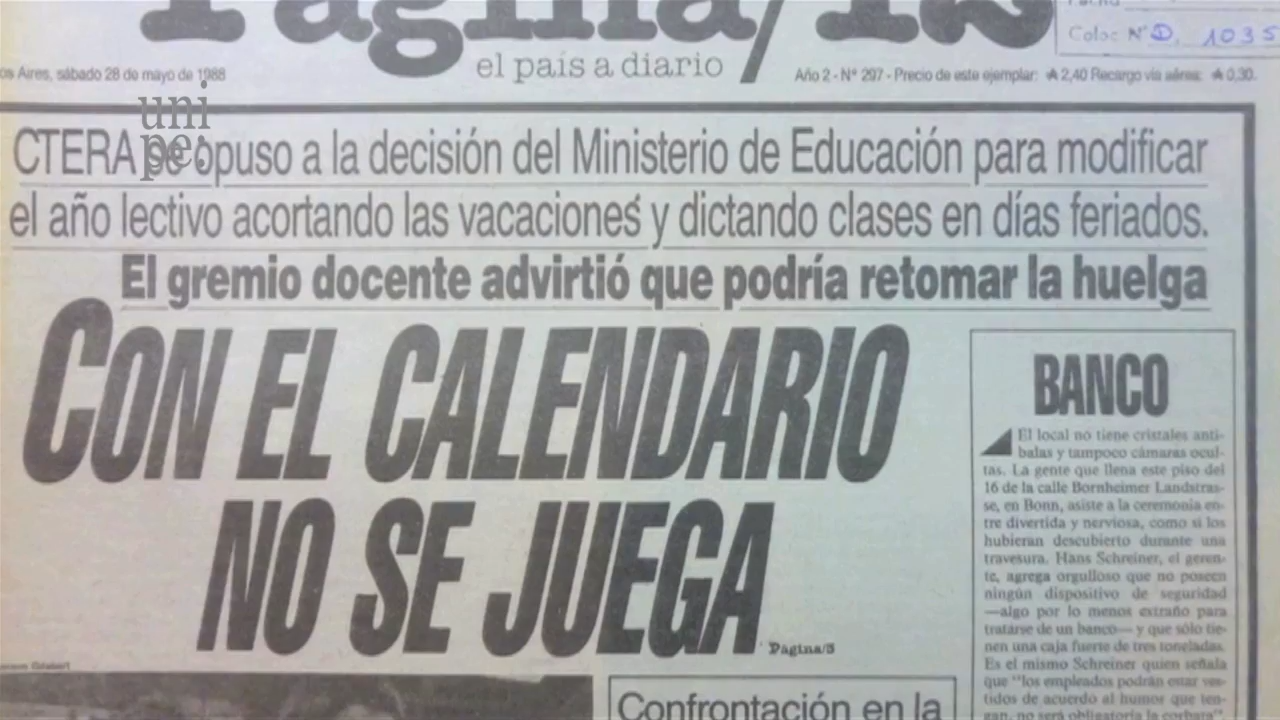 Página/12
el país a diario
Coloc Nº D, 1035
os Aires, sábado 28 de mayo de 1988
Año 2 - Nº 297 - Precio de este ejemplar: ₳ 2,40 Recargo vía aérea: ₳ 0,30.
uni
pe:
CTERA se opuso a la decisión del Ministerio de Educación para modificar
el año lectivo acortando las vacaciones y dictando clases en días feriados.
El gremio docente advirtió que podría retomar la huelga
CON EL CALENDARIO
NO SE JUEGA
Página/3
BANCO
El local no tiene cristales anti-
balas y tampoco cámaras ocul-
tas. La gente que llena este piso del
16 de la calle Bornheimer Landstras-
se, en Bonn, asiste a la ceremonia en-
tre divertida y nerviosa, como si los
hubieran descubierto durante una
travesura. Hans Schreiner, el geren-
te, agrega orgulloso que no poseen
ningún dispositivo de seguridad
—algo por lo menos extraño para
tratarse de un banco— y que sólo tie-
nen una caja fuerte de tres toneladas.
Es el mismo Schreiner quien señala
que "los empleados podrán estar ves-
tidos de acuerdo al humor que ten-
gan, no será obligatoria la corbata"
Confrontación en la